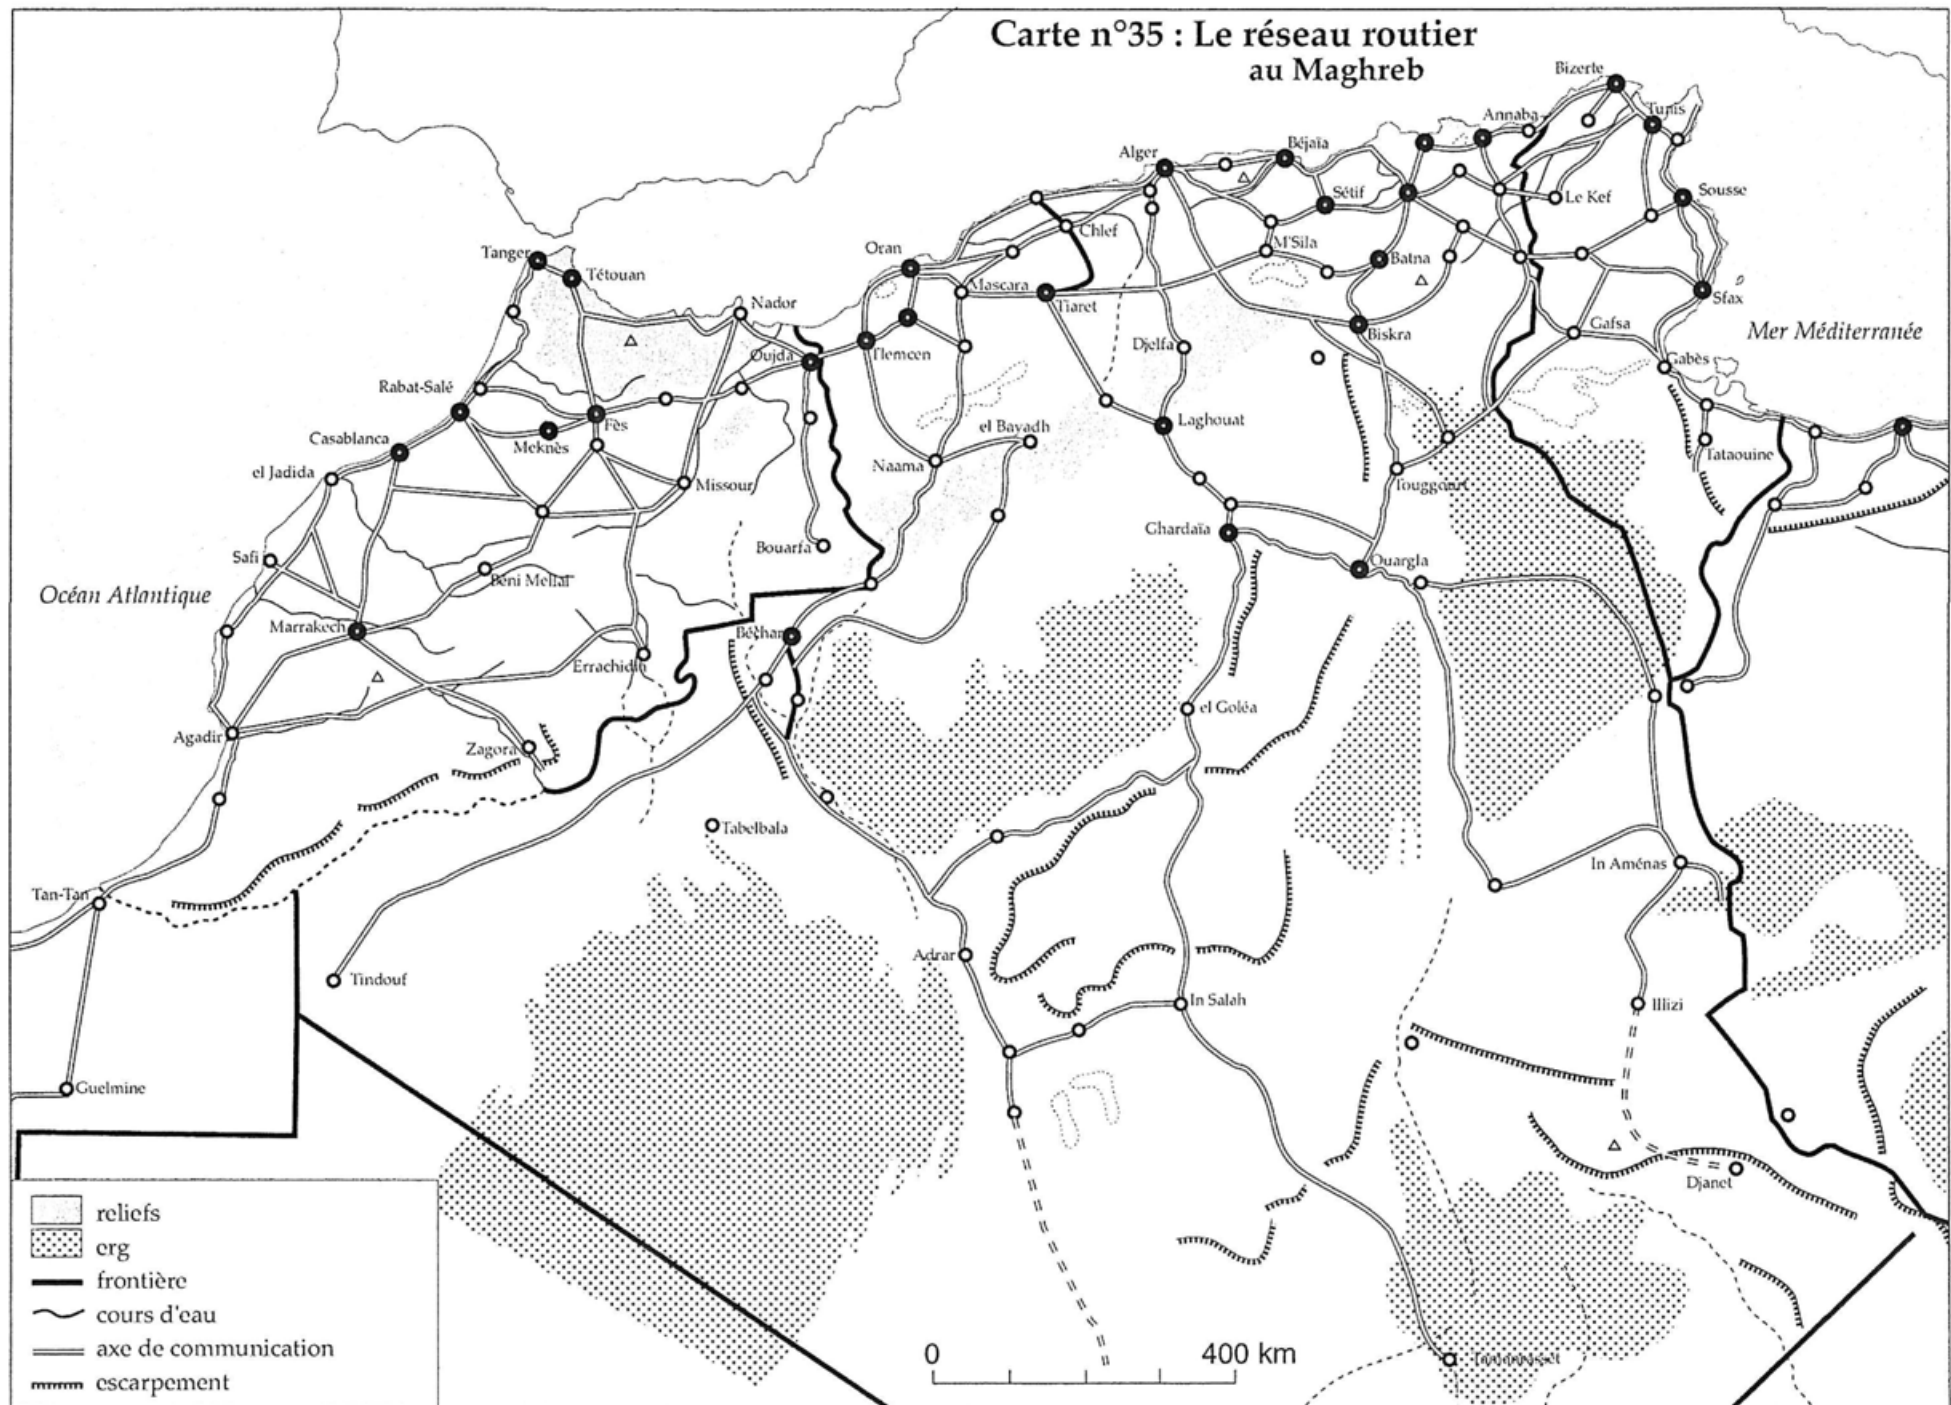 Carte n°35 : Le réseau routier
au Maghreb
Bizerte
Tunis
Annaba
Béjaïa
Alger
Sétif
Le Kef
Sousse
Chlef
M'Sila
Batna
Oran
Tanger
Tétouan
Mascara
Tiaret
Sfax
Nador
Gafsa
Mer Méditerranée
Biskra
Djelfa
Oujda
Tlemcen
Gabès
Rabat-Salé
Fès
Laghouat
el Bayadh
Casablanca
Meknès
Tataouine
Naama
el Jadida
Missour
Touggourt
Ghardaïa
Bouarfa
Safi
Ouargla
Béni Mellal
Océan Atlantique
Marrakech
Béchar
Errachidia
el Goléa
Agadir
Zagora
Tabelbala
In Aménas
Tan-Tan
Adrar
Tindouf
In Salah
Illizi
Guelmine
Djanet
reliefs
erg
frontière
cours d'eau
axe de communication
escarpement
0 400 km
Tamanrasset